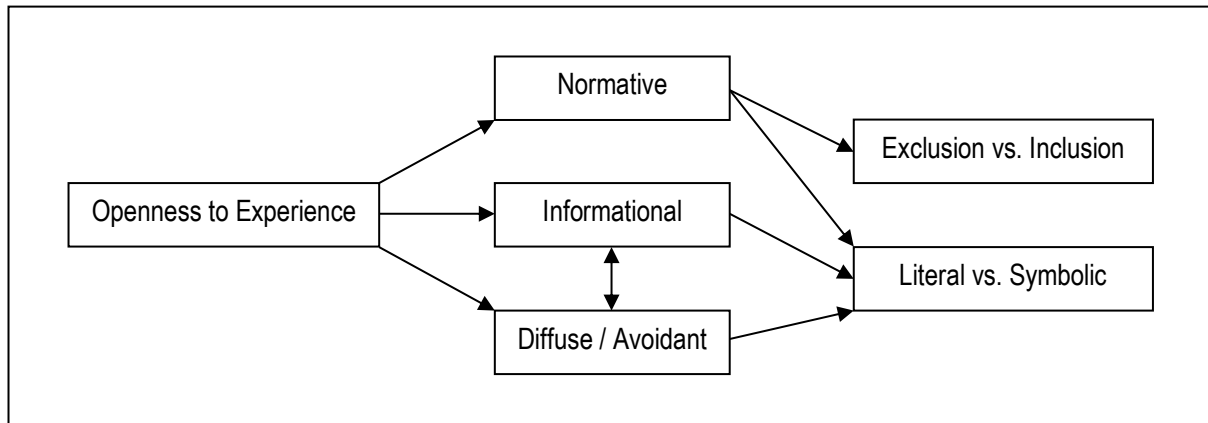 Normative
Exclusion vs. Inclusion
Openness to Experience
Informational
Literal vs. Symbolic
Diffuse / Avoidant